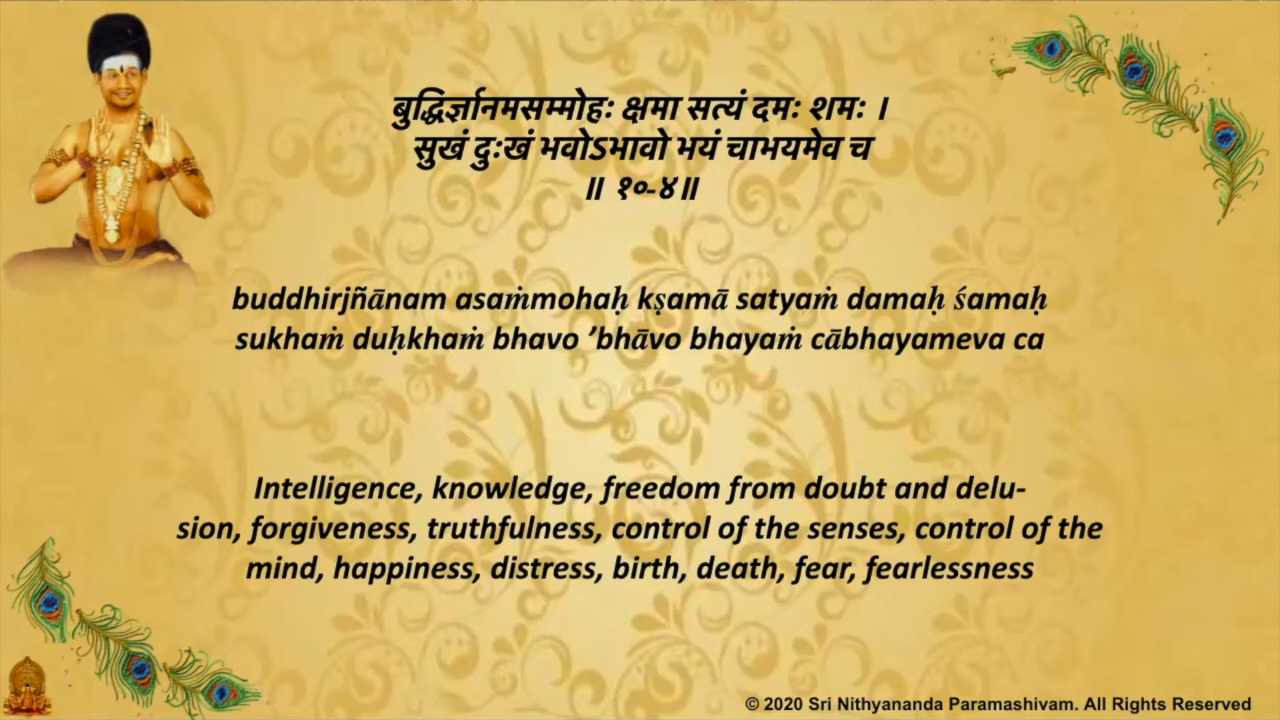 बुद्धिर्ज्ञानमसम्मोहः क्षमा सत्यं दमः शमः ।
सुखं दुःखं भवोऽभावो भयं चाभयमेव च
॥ १०-४॥
buddhirjñānam asaṁmohaḥ kṣamā satyaṁ damaḥ śamaḥ
sukhaṁ duḥkhaṁ bhavo ’bhāvo bhayaṁ cābhayameva ca
Intelligence, knowledge, freedom from doubt and delu-
sion, forgiveness, truthfulness, control of the senses, control of the
mind, happiness, distress, birth, death, fear, fearlessness
© 2020 Sri Nithyananda Paramashivam. All Rights Reserved